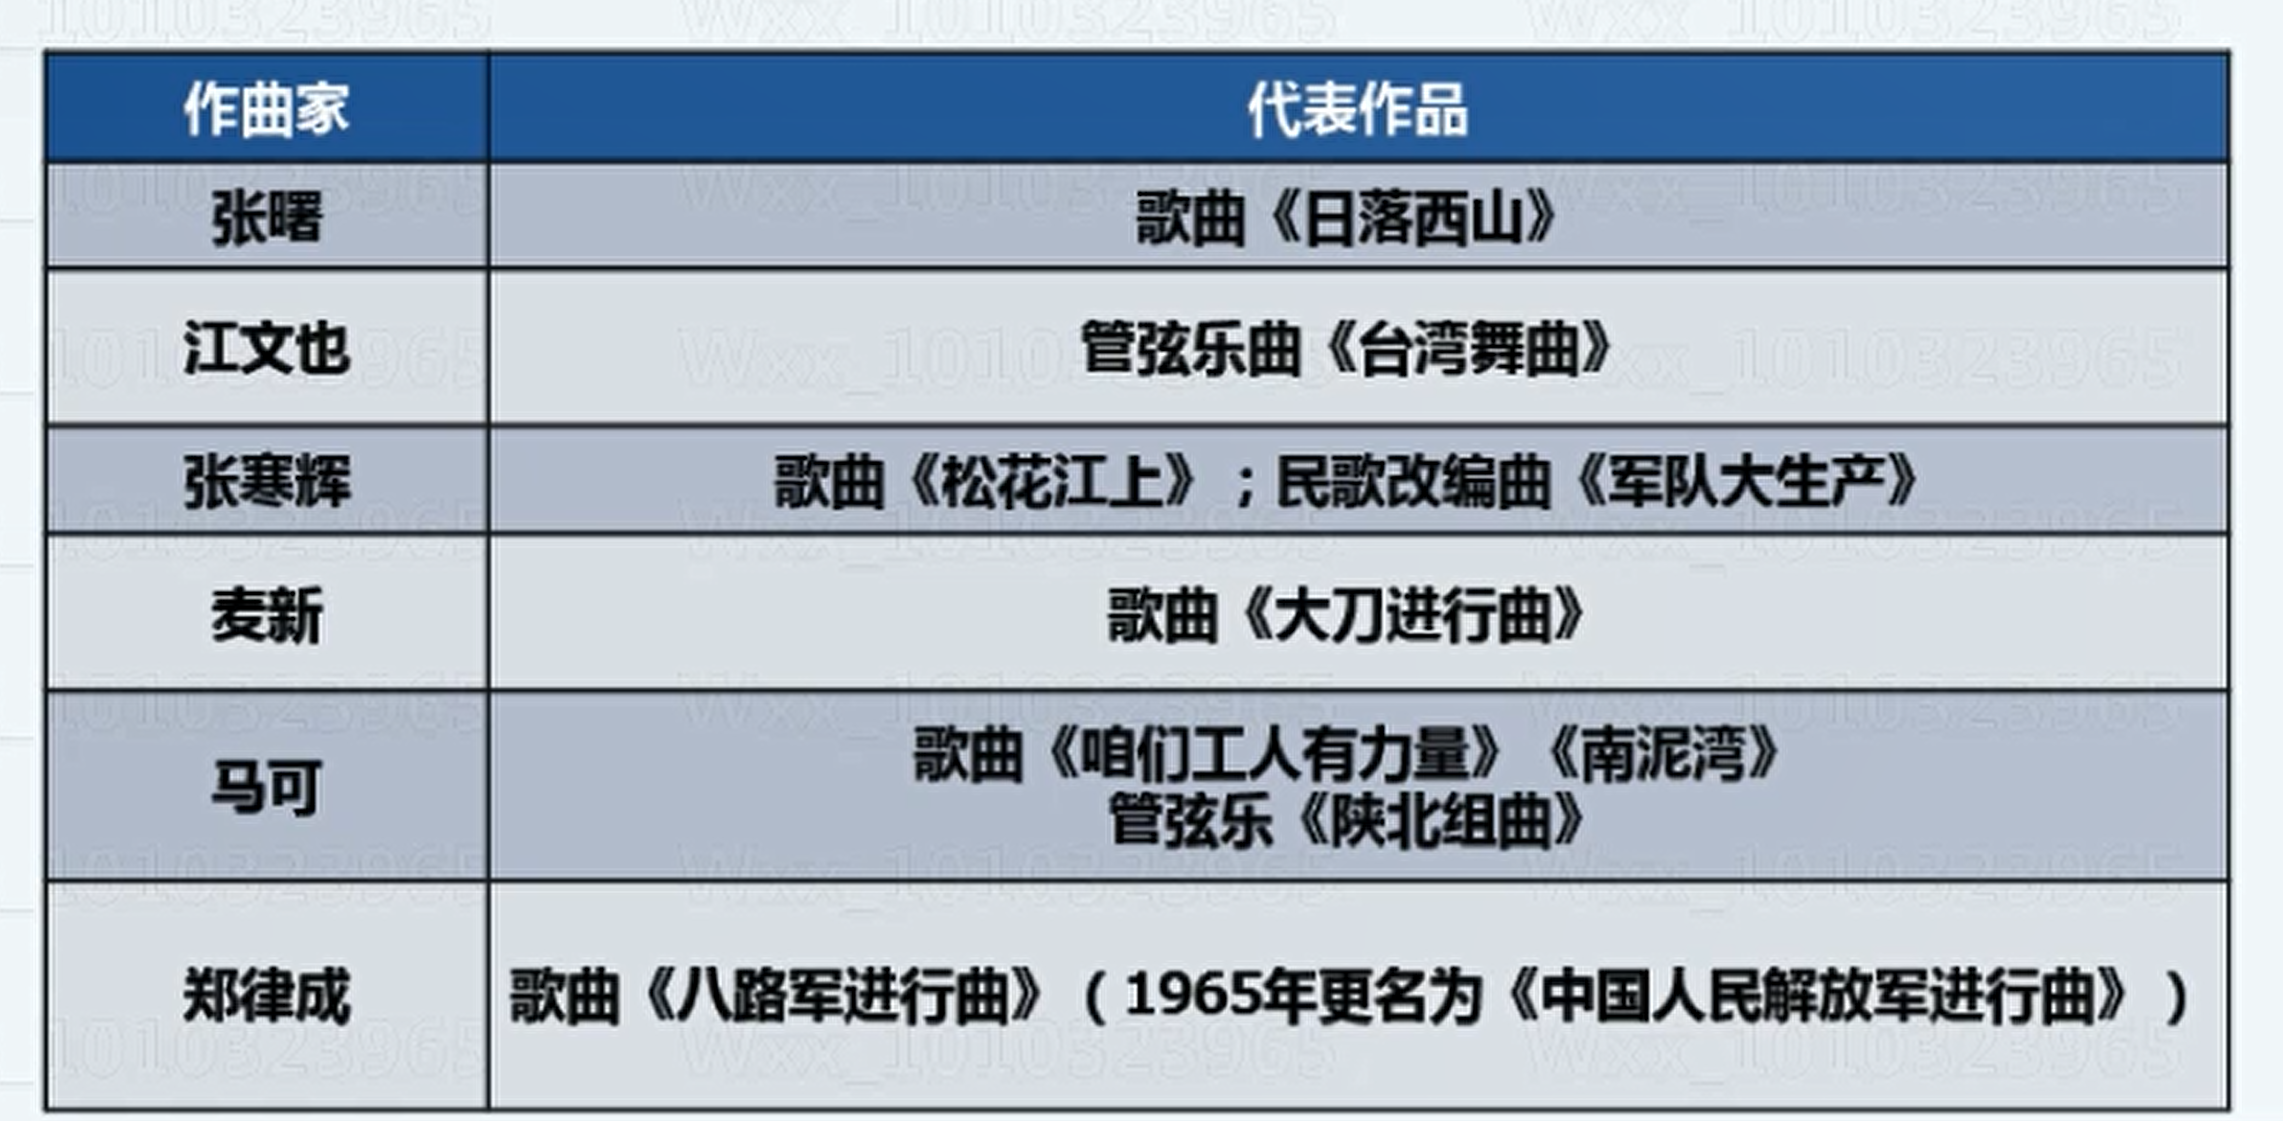 作曲家 代表作品
张曙 歌曲《日落西山》
江文也 管弦乐曲《台湾舞曲》
张寒辉 歌曲《松花江上》；民歌改编曲《军队大生产》
麦新 歌曲《大刀进行曲》
马可 歌曲《咱们工人有力量》《南泥湾》
管弦乐《陕北组曲》
郑律成 歌曲《八路军进行曲》（1965年更名为《中国人民解放军进行曲》）
Wxx_1010323965